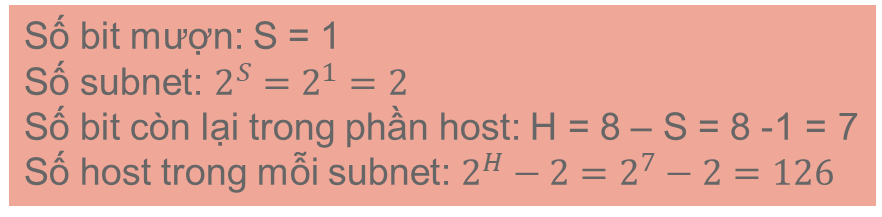 Số bit mượn: S = 1
Số subnet: 2^S = 2^1 = 2
Số bit còn lại trong phần host: H = 8 – S = 8 -1 = 7
Số host trong mỗi subnet: 2^H − 2 = 2^7 − 2 = 126